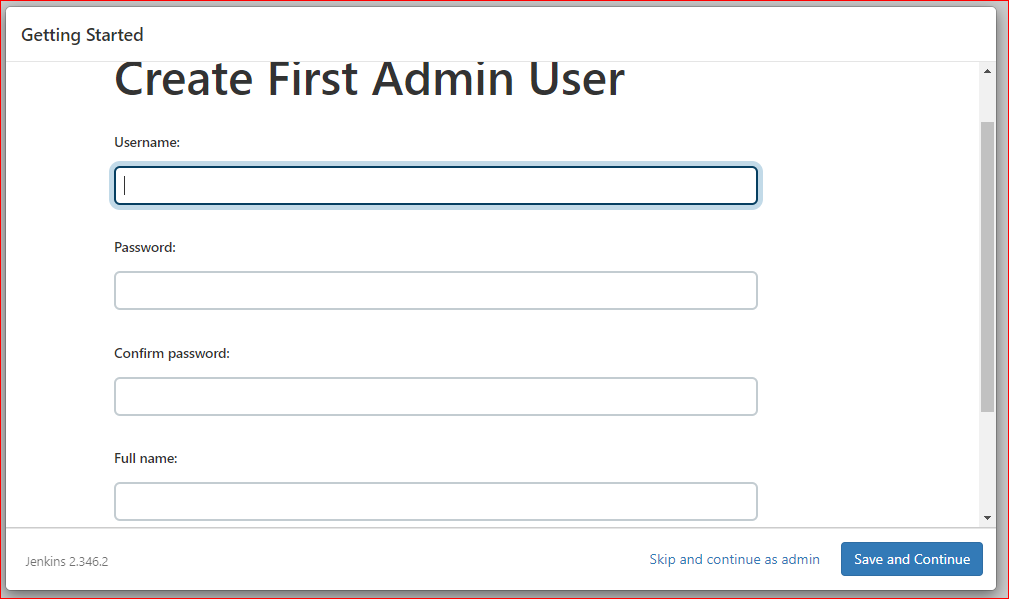 Getting Started
Create First Admin User
Username:
Password:
Confirm password:
Full name:
Jenkins 2.346.2
Skip and continue as admin
Save and Continue